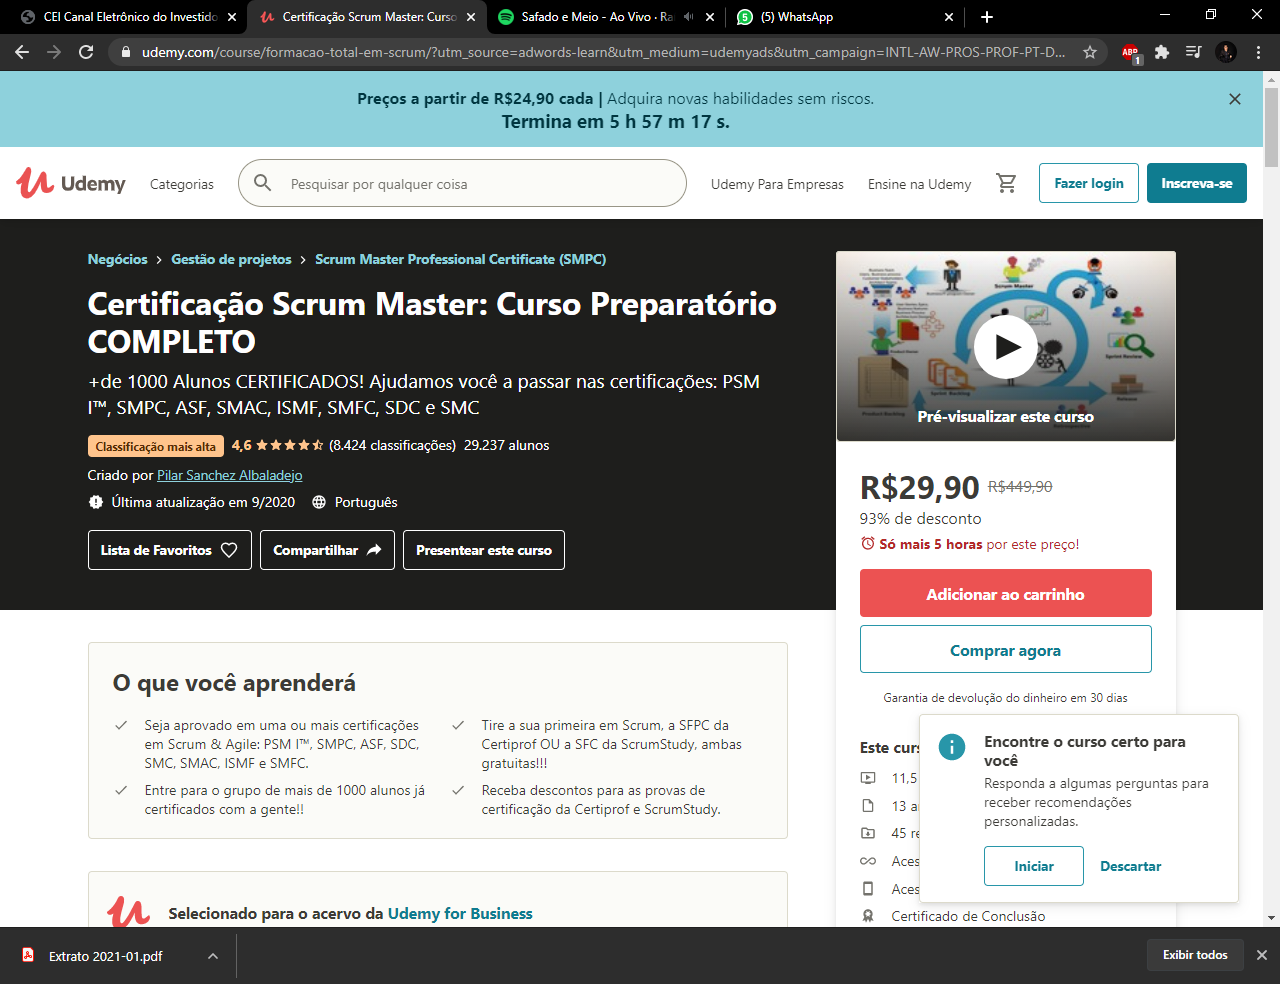 CEI Canal Eletrônico do Investido
Certificação Scrum Master: Curso
Safado e Meio - Ao Vivo · Ra
(5) WhatsApp
udemy.com/course/formacao-total-em-scrum/?utm_source=adwords-learn&utm_medium=udemyads&utm_campaign=INTL-AW-PROS-PROF-PT-D...
ABP
1
Preços a partir de R$24,90 cada | Adquira novas habilidades sem riscos.
Termina em 5 h 57 m 17 s.
Udemy
Categorias
Pesquisar por qualquer coisa
Udemy Para Empresas
Ensine na Udemy
Fazer login
Inscreva-se
Negócios > Gestão de projetos > Scrum Master Professional Certificate (SMPC)
Certificação Scrum Master: Curso Preparatório
COMPLETO
+de 1000 Alunos CERTIFICADOS! Ajudamos você a passar nas certificações: PSM
I™, SMPC, ASF, SMAC, ISMF, SMFC, SDC e SMC
Classificação mais alta 4,6 (8.424 classificações) 29.237 alunos
Criado por Pilar Sanchez Albaladejo
Última atualização em 9/2020 Português
Lista de Favoritos
Compartilhar
Presentear este curso
Scrum Master
Sprint Review
Product Backlog
Sprint Backlog
Release
Pré-visualizar este curso
R$29,90 R$449,90
93% de desconto
Só mais 5 horas por este preço!
Adicionar ao carrinho
Comprar agora
Garantia de devolução do dinheiro em 30 dias
Este curs
11,5
13 a
45 re
Aces
Aces
Certificado de Conclusão
Encontre o curso certo para
você
Responda a algumas perguntas para
receber recomendações
personalizadas.
Iniciar
Descartar
O que você aprenderá
Seja aprovado em uma ou mais certificações
em Scrum & Agile: PSM I™, SMPC, ASF, SDC,
SMC, SMAC, ISMF e SMFC.
Tire a sua primeira em Scrum, a SFPC da
Certiprof OU a SFC da ScrumStudy, ambas
gratuitas!!!
Entre para o grupo de mais de 1000 alunos já
certificados com a gente!!
Receba descontos para as provas de
certificação da Certiprof e ScrumStudy.
Selecionado para o acervo da Udemy for Business
Extrato 2021-01.pdf
Exibir todos